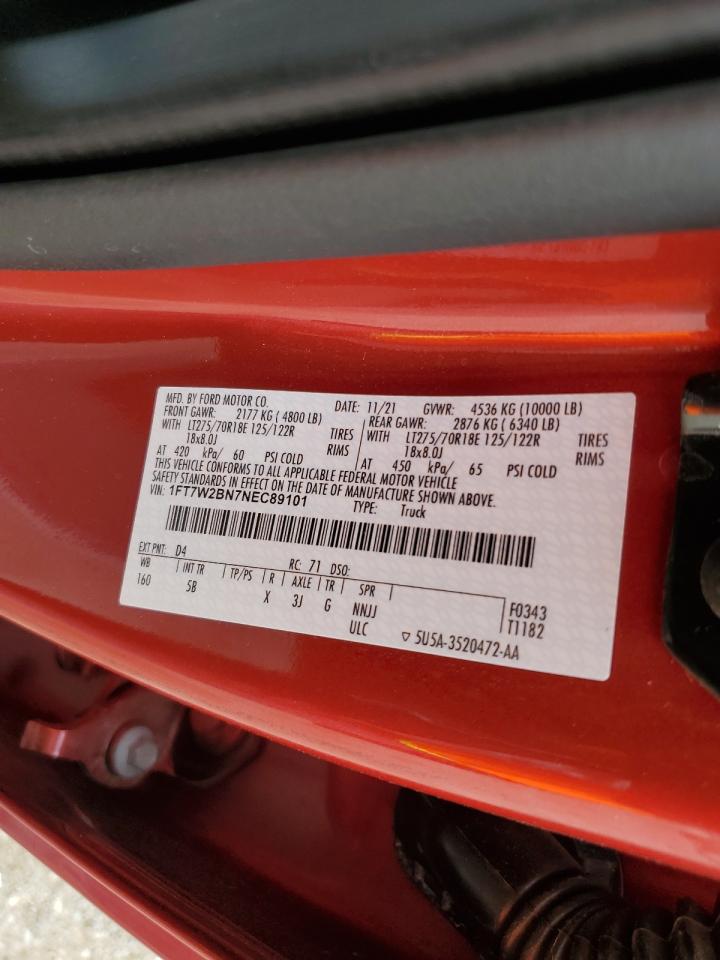 MFD. BY FORD MOTOR CO. DATE: 11/21 GVWR: 4536 KG (10000 LB)
FRONT GAWR: 2177 KG (4800 LB) REAR GAWR: 2876 KG (6340 LB)
WITH LT275/70R18E 125/122R TIRES WITH LT275/70R18E 125/122R TIRES
18x8.0J RIMS 18x8.0J RIMS
AT 420 kPa/ 60 PSI COLD AT 450 kPa/ 65 PSI COLD
THIS VEHICLE CONFORMS TO ALL APPLICABLE FEDERAL MOTOR VEHICLE
SAFETY STANDARDS IN EFFECT ON THE DATE OF MANUFACTURE SHOWN ABOVE.
VIN: 1FT7W2BN7NEC89101 TYPE: Truck
EXT PNT: D4 RC: 71 DSO:
WB INT TR TP/PS R AXLE TR SPR
160 5B X 3J G NNJJ F0343
ULC T1182
▽ 5U5A-3520472-AA